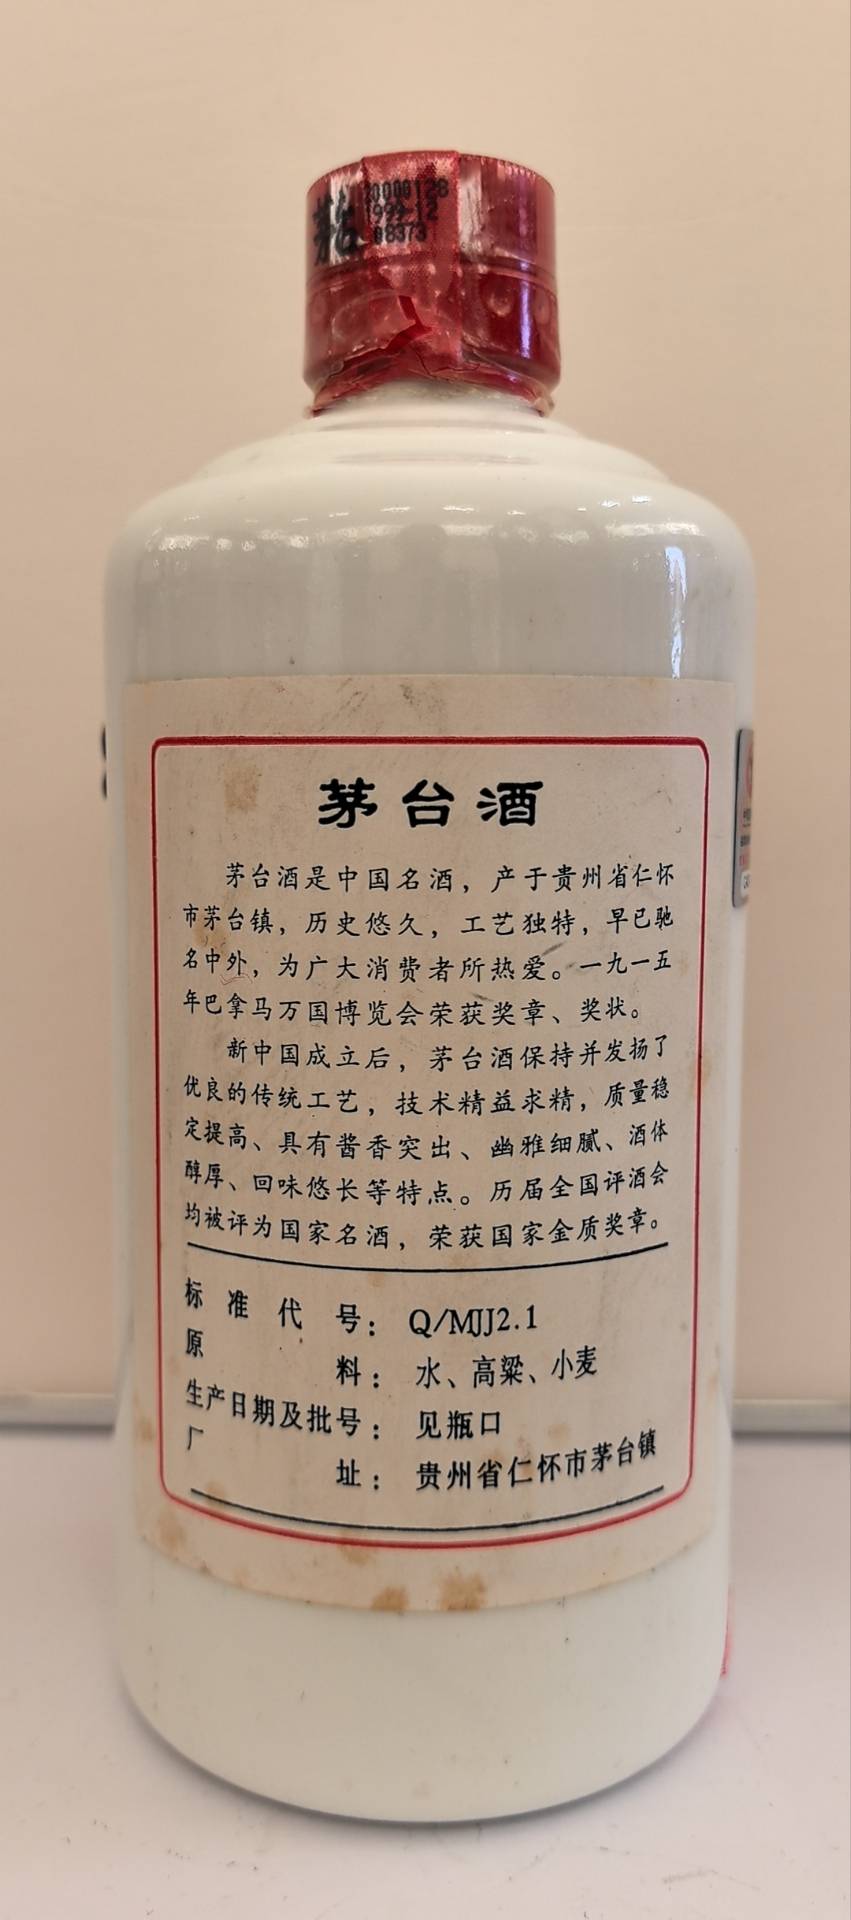 茅台
20000128
1999-12
08373
茅台酒
茅台酒是中国名酒，产于贵州省仁怀
市茅台镇，历史悠久，工艺独特，早已驰
名中外，为广大消费者所热爱。一九一五
年巴拿马万国博览会荣获奖章、奖状。
新中国成立后，茅台酒保持并发扬了
优良的传统工艺，技术精益求精，质量稳
定提高、具有酱香突出、幽雅细腻、酒体
醇厚、回味悠长等特点。历届全国评酒会
均被评为国家名酒，荣获国家金质奖章。
标准代号：Q/MJJ2.1
原料：水、高粱、小麦
生产日期及批号：见瓶口
厂址：贵州省仁怀市茅台镇